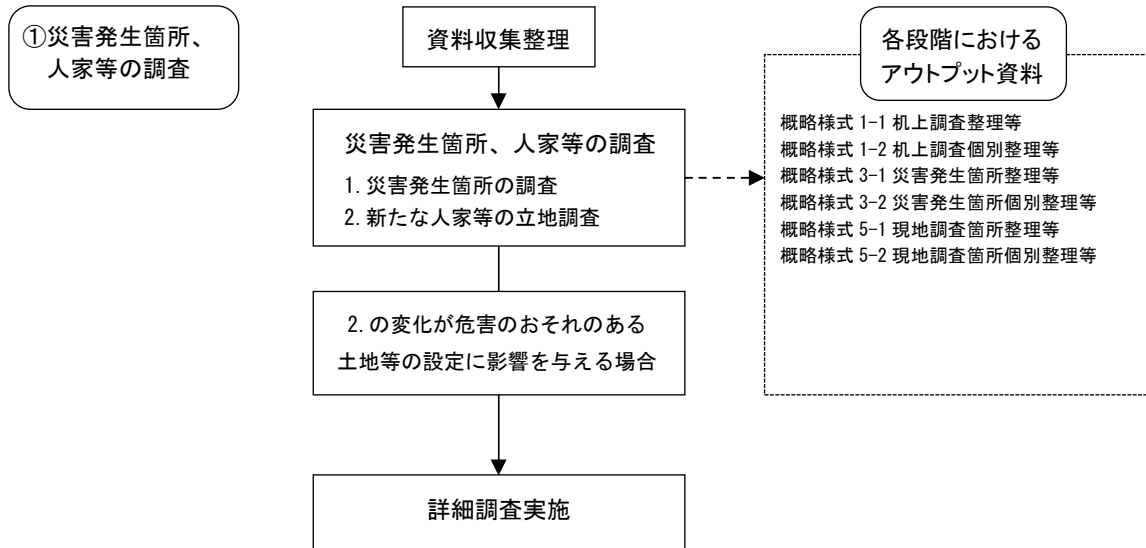 ①災害発生箇所、
人家等の調査
資料収集整理
災害発生箇所、人家等の調査
1.災害発生箇所の調査
2.新たな人家等の立地調査
2.の変化が危害のおそれのある
土地等の設定に影響を与える場合
詳細調査実施
各段階における
アウトプット資料
概略様式 1-1 机上調査整理等
概略様式 1-2 机上調査個別整理等
概略様式 3-1 災害発生箇所整理等
概略様式 3-2 災害発生箇所個別整理等
概略様式 5-1 現地調査箇所整理等
概略様式 5-2 現地調査箇所個別整理等